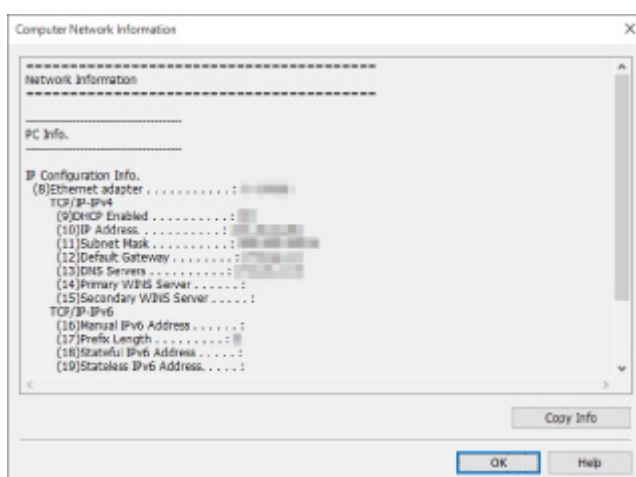 Computer Network Information
========================================
Network Information
========================================
--------------------------
PC Info.
--------------------------
IP Configuration Info.
(8)Ethernet adapter . . . . . . . . . . . :
TCP/IP-IPv4
(9)DHCP Enabled . . . . . . . . . . :
(10)IP Address. . . . . . . . . . . :
(11)Subnet Mask . . . . . . . . . . :
(12)Default Gateway . . . . . . . . :
(13)DNS Servers . . . . . . . . . . :
(14)Primary WINS Server . . . . . . :
(15)Secondary WINS Server . . . . . :
TCP/IP-IPv6
(16)Manual IPv6 Address . . . . . . :
(17)Prefix Length . . . . . . . . . :
(18)Stateful IPv6 Address . . . . . :
(19)Stateless IPv6 Address. . . . . :
Copy Info
OK Help